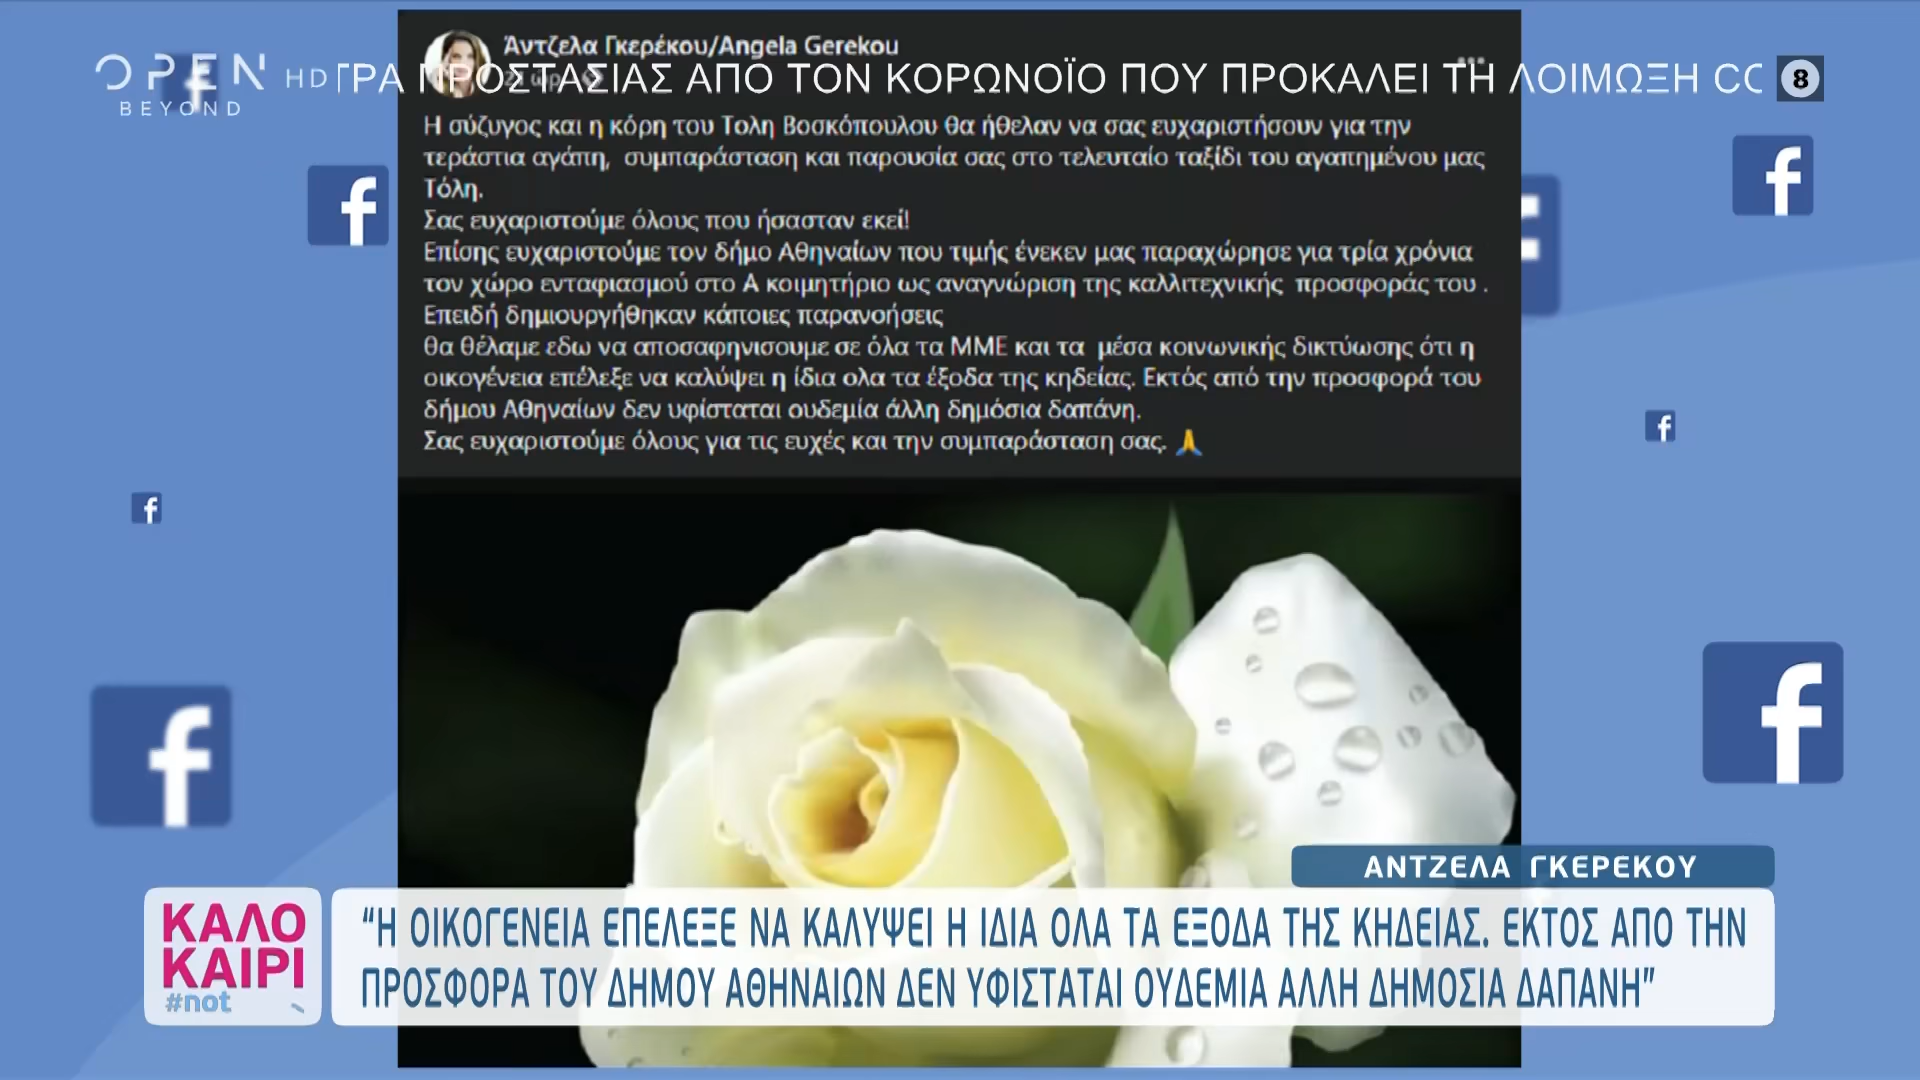 OPEN
BEYOND
HD
ΓΡΑ ΠΡΟΣΤΑΣΙΑΣ ΑΠΟ ΤΟΝ ΚΟΡΩΝΟΪΟ ΠΟΥ ΠΡΟΚΑΛΕΙ ΤΗ ΛΟΙΜΩΞΗ CO
8
Άντζελα Γκερέκου/Angela Gerekou
Η σύζυγος και η κόρη του Τολη Βοσκόπουλου θα ήθελαν να σας ευχαριστήσουν για την
τεράστια αγάπη, συμπαράσταση και παρουσία σας στο τελευταίο ταξίδι του αγαπημένου μας
Τόλη.
Σας ευχαριστούμε όλους που ήσασταν εκεί!
Επίσης ευχαριστούμε τον δήμο Αθηναίων που τιμής ένεκεν μας παραχώρησε για τρία χρόνια
τον χώρο ενταφιασμού στο Α κοιμητήριο ως αναγνώριση της καλλιτεχνικής προσφοράς του .
Επειδή δημιουργήθηκαν κάποιες παρανοήσεις
θα θέλαμε εδω να αποσαφηνισουμε σε όλα τα ΜΜΕ και τα μέσα κοινωνικής δικτύωσης ότι η
οικογένεια επέλεξε να καλύψει η ίδια ολα τα έξοδα της κηδείας. Εκτός από την προσφορά του
δήμου Αθηναίων δεν υφίσταται ουδεμία άλλη δημόσια δαπάνη.
Σας ευχαριστούμε όλους για τις ευχές και την συμπαράσταση σας. 🙏
ΑΝΤΖΕΛΑ ΓΚΕΡΕΚΟΥ
ΚΑΛΟ
ΚΑΙΡΙ
#not
“Η ΟΙΚΟΓΕΝΕΙΑ ΕΠΕΛΕΞΕ ΝΑ ΚΑΛΥΨΕΙ Η ΙΔΙΑ ΟΛΑ ΤΑ ΕΞΟΔΑ ΤΗΣ ΚΗΔΕΙΑΣ. ΕΚΤΟΣ ΑΠΟ ΤΗΝ
ΠΡΟΣΦΟΡΑ ΤΟΥ ΔΗΜΟΥ ΑΘΗΝΑΙΩΝ ΔΕΝ ΥΦΙΣΤΑΤΑΙ ΟΥΔΕΜΙΑ ΑΛΛΗ ΔΗΜΟΣΙΑ ΔΑΠΑΝΗ”